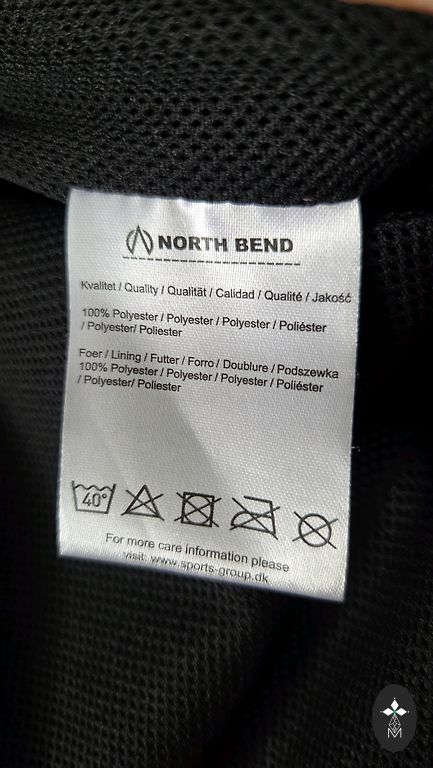 NORTH BEND
Kvalitet / Quality / Qualität / Calidad / Qualité / Jakość
100% Polyester / Polyester / Polyester / Poliéster
/ Polyester/ Poliester
Foer / Lining / Futter / Forro / Doublure / Podszewka
100% Polyester / Polyester / Polyester / Poliéster
/ Polyester/ Poliester
40°
For more care information please
visit: www.sports-group.dk
M